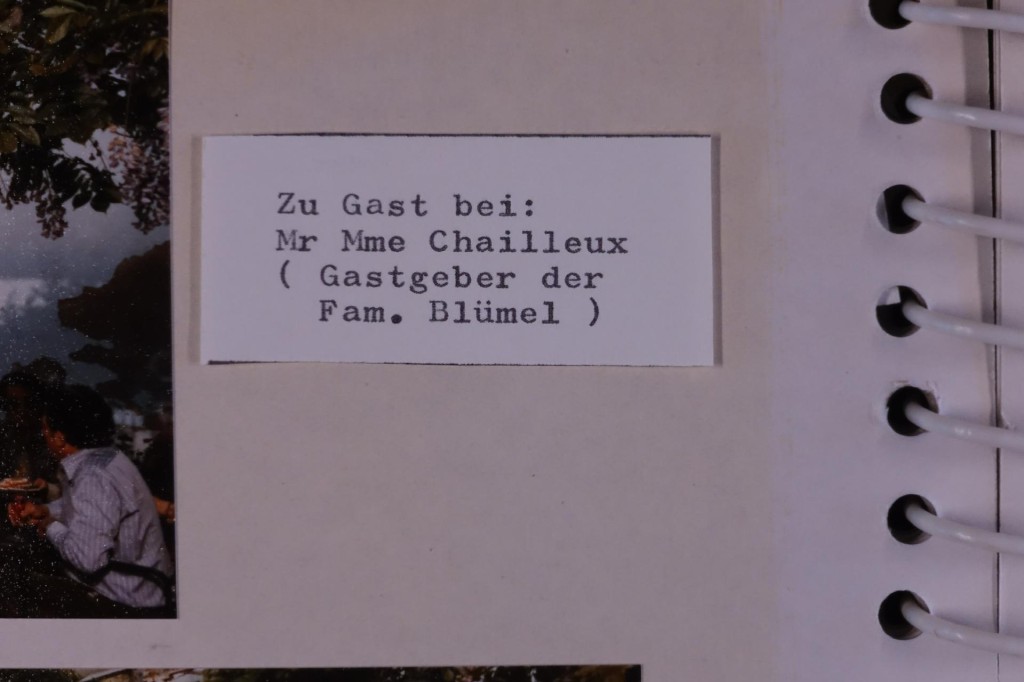 Zu Gast bei:
Mr Mme Chailleux
( Gastgeber der
Fam. Blümel )